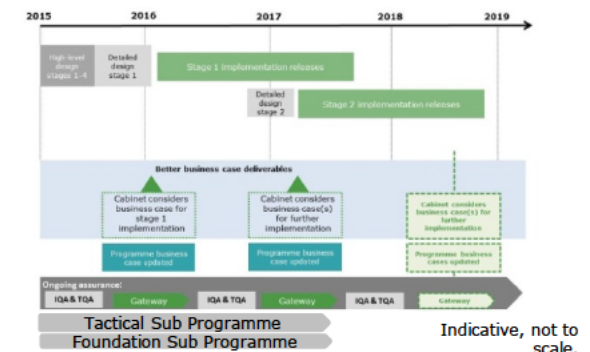 2015 2016 2017 2018 2019
High-level
design
stages 1-4
Detailed
design
stage 1
Stage 1 implementation releases
Detailed
design
stage 2
Stage 2 implementation releases
Better business case deliverables
Cabinet considers
business case for
stage 1
implementation
Cabinet considers
business case(s)
for further
implementation
Cabinet considers
business case(s) for
further
implementation
Programme business
case updated
Programme business
case updated
Programme business
cases updated
Ongoing assurance:
IQA & TQA Gateway IQA & TQA Gateway IQA & TQA Gateway
Tactical Sub Programme
Foundation Sub Programme
Indicative, not to
scale.